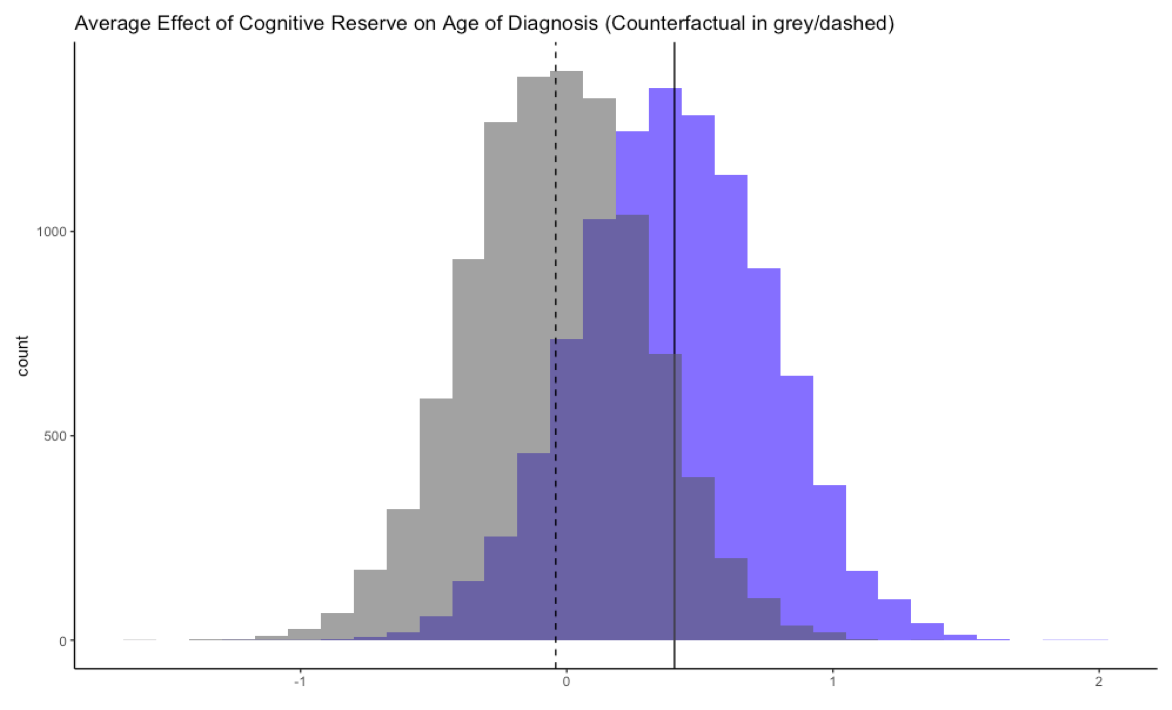 Average Effect of Cognitive Reserve on Age of Diagnosis (Counterfactual in grey/dashed)
1000
count
500
0
-1 0 1 2